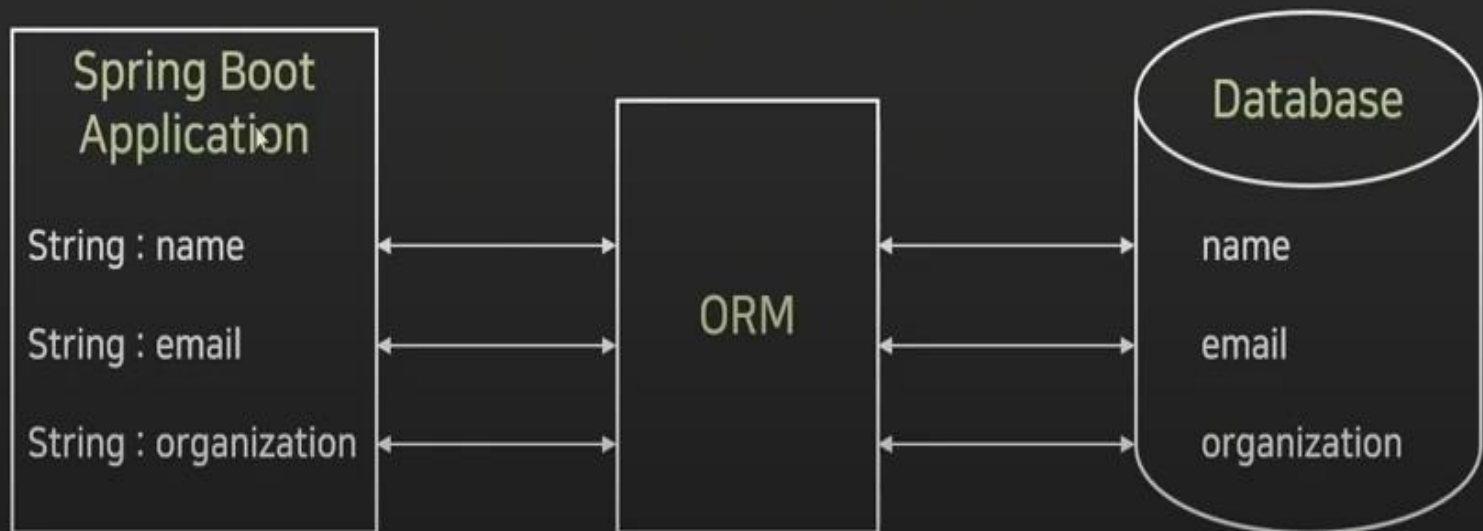 Spring Boot
Application
String : name
String : email
String : organization
ORM
Database
name
email
organization